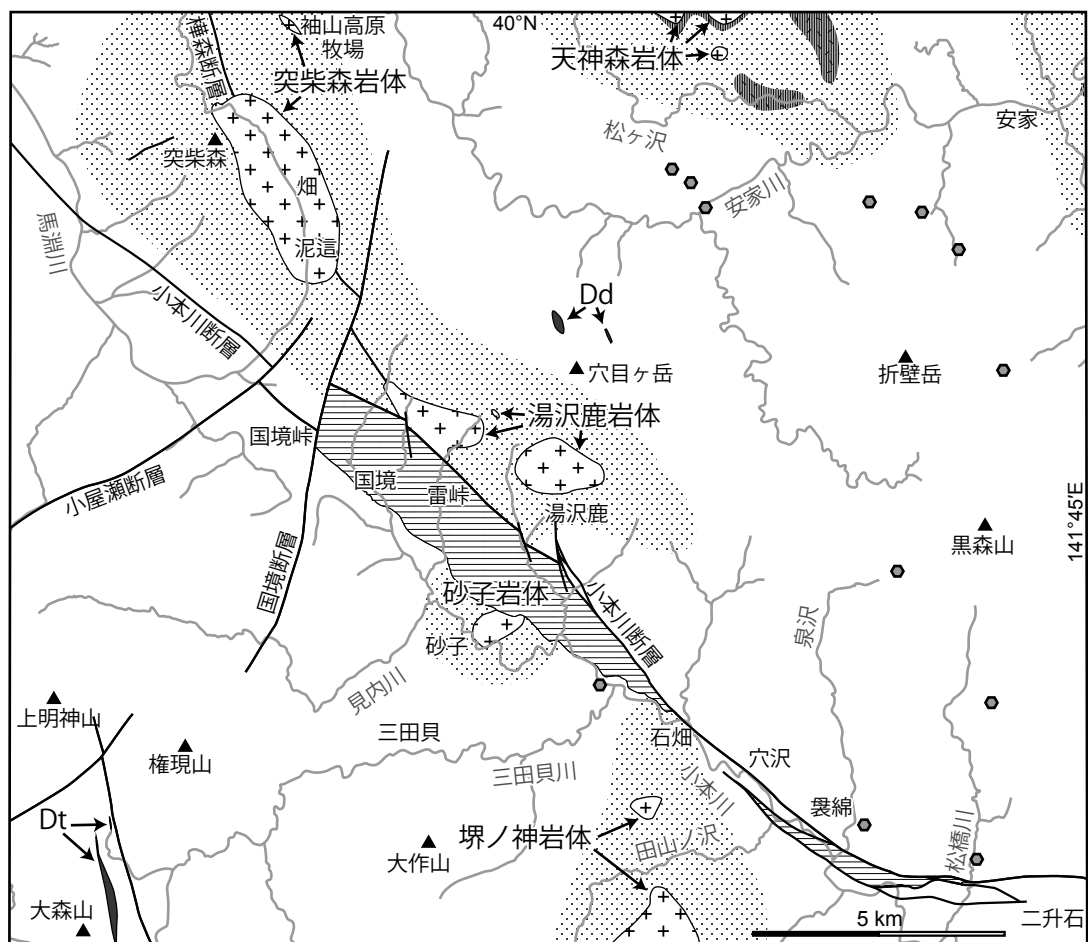 40°N
袖山高原
牧場
天神森岩体
突柴森岩体
樺森断層
松ヶ沢
安家
突柴森
畑
安家川
馬淵川
泥這
Dd
小本川断層
穴目ヶ岳
折壁岳
湯沢鹿岩体
国境峠
国境
雷峠
小屋瀬断層
湯沢鹿
141°45'E
黒森山
国境断層
砂子岩体
小本川断層
砂子
泉沢
見内川
上明神山
三田貝
石畑
権現山
穴沢
三田貝川
小本川
Dt
袰綿
堺ノ神岩体
田山ノ沢
松橋川
大作山
大森山
5 km
二升石